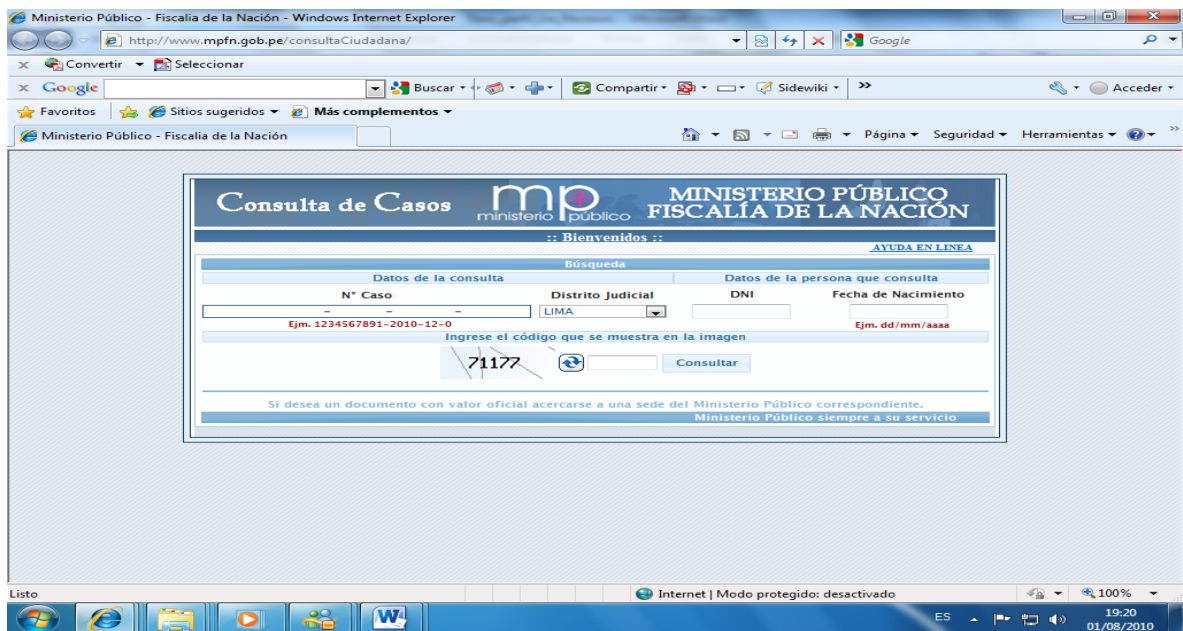 Ministerio Público - Fiscalia de la Nación - Windows Internet Explorer
http://www.mpfn.gob.pe/consultaCiudadana/
Google
Convertir Seleccionar
Google Buscar Compartir Sidewiki » Acceder
Favoritos Sitios sugeridos Más complementos
Ministerio Público - Fiscalia de la Nación Página Seguridad Herramientas »
Consulta de Casos mp ministerio público MINISTERIO PÚBLICO
FISCALÍA DE LA NACIÓN
:: Bienvenidos ::
AYUDA EN LINEA
Búsqueda
Datos de la consulta Datos de la persona que consulta
N° Caso Distrito Judicial DNI Fecha de Nacimiento
- - - LIMA
Ejm. 1234567891-2010-12-0 Ejm. dd/mm/aaaa
Ingrese el código que se muestra en la imagen
71177 Consultar
Si desea un documento con valor oficial acercarse a una sede del Ministerio Público correspondiente.
Ministerio Público siempre a su servicio
Listo Internet | Modo protegido: desactivado 100%
ES 19:20
01/08/2010